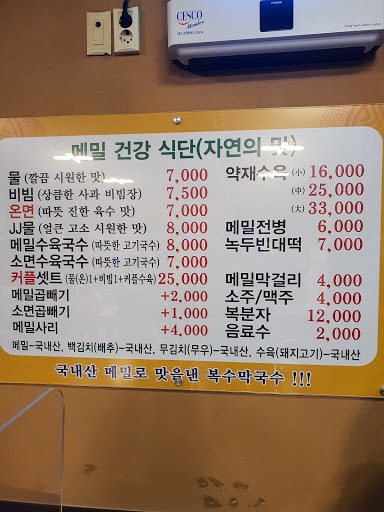 CESCO
Members
메밀 건강 식단(자연의 맛)
물 (깔끔 시원한 맛) 7,000
비빔 (상큼한 사과 비빔장) 7,500
온면 (따뜻 진한 육수 맛) 7,000
JJ물 (얼큰 고소 시원한 맛) 8,000
메밀수육국수 (따뜻한 고기국수) 8,000
소면수육국수 (따뜻한 고기국수) 7,000
커플셋트 (물(온)1+비빔1+커플수육) 25,000
메밀곱빼기 +2,000
소면곱빼기 +1,000
메밀사리 +4,000
약재수육 (小) 16,000
(中) 25,000
(大) 33,000
메밀전병 6,000
녹두빈대떡 7,000
메밀막걸리 4,000
소주/맥주 4,000
복분자 12,000
음료수 2,000
메밀-국내산, 백김치(배추)-국내산, 무김치(무우)-국내산, 수육(돼지고기)-국내산
국내산 메밀로 맛을낸 복수막국수 !!!